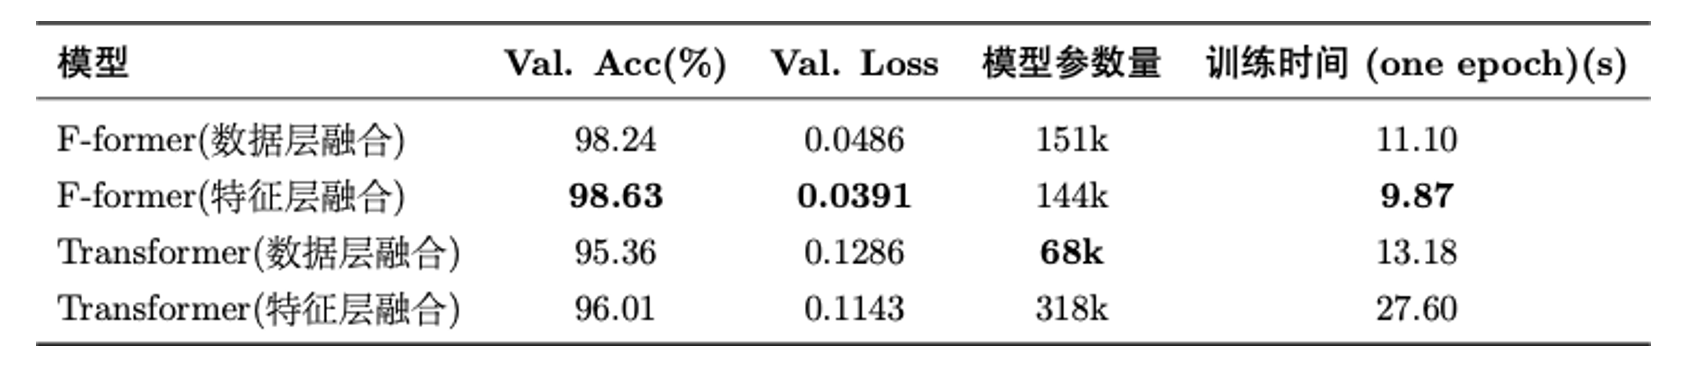 模型 Val. Acc(%) Val. Loss 模型参数量 训练时间 (one epoch)(s)
F-former(数据层融合) 98.24 0.0486 151k 11.10
F-former(特征层融合) 98.63 0.0391 144k 9.87
Transformer(数据层融合) 95.36 0.1286 68k 13.18
Transformer(特征层融合) 96.01 0.1143 318k 27.60